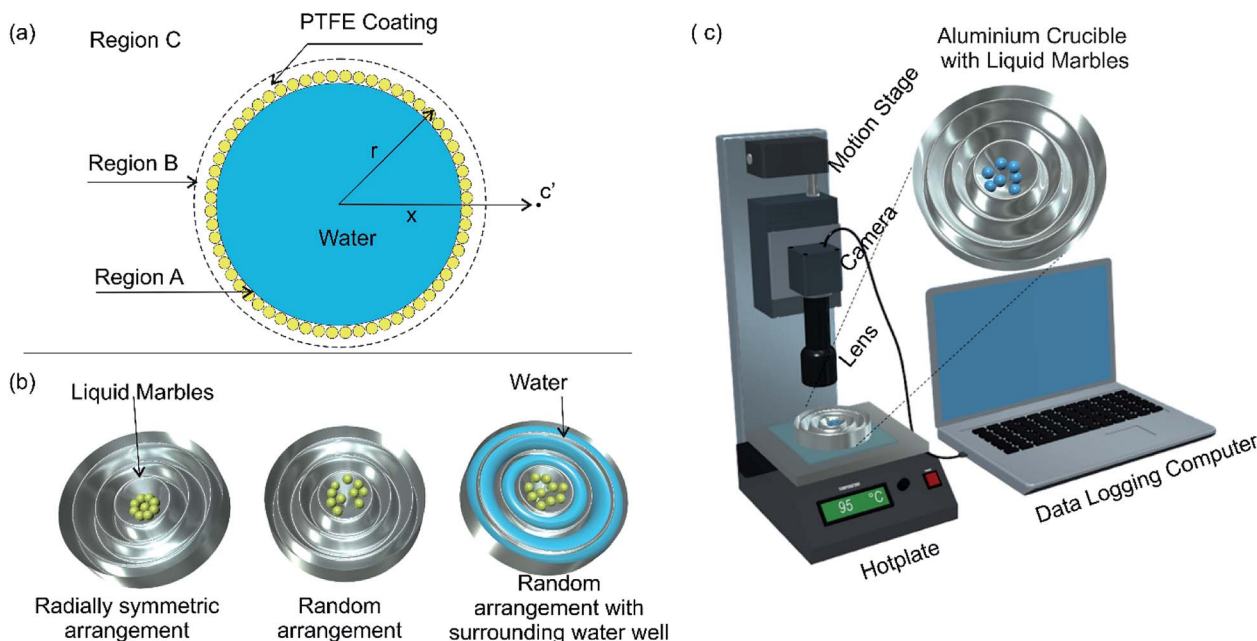 (a)
PTFE Coating
Region C
Region B
r
c'
x
Water
Region A
(b)
Liquid Marbles
Water
Radially symmetric
arrangement
Random
arrangement
Random
arrangement with
surrounding water well
( c)
Aluminium Crucible
with Liquid Marbles
Motion Stage
Camera
Lens
95 °C
Data Logging Computer
Hotplate